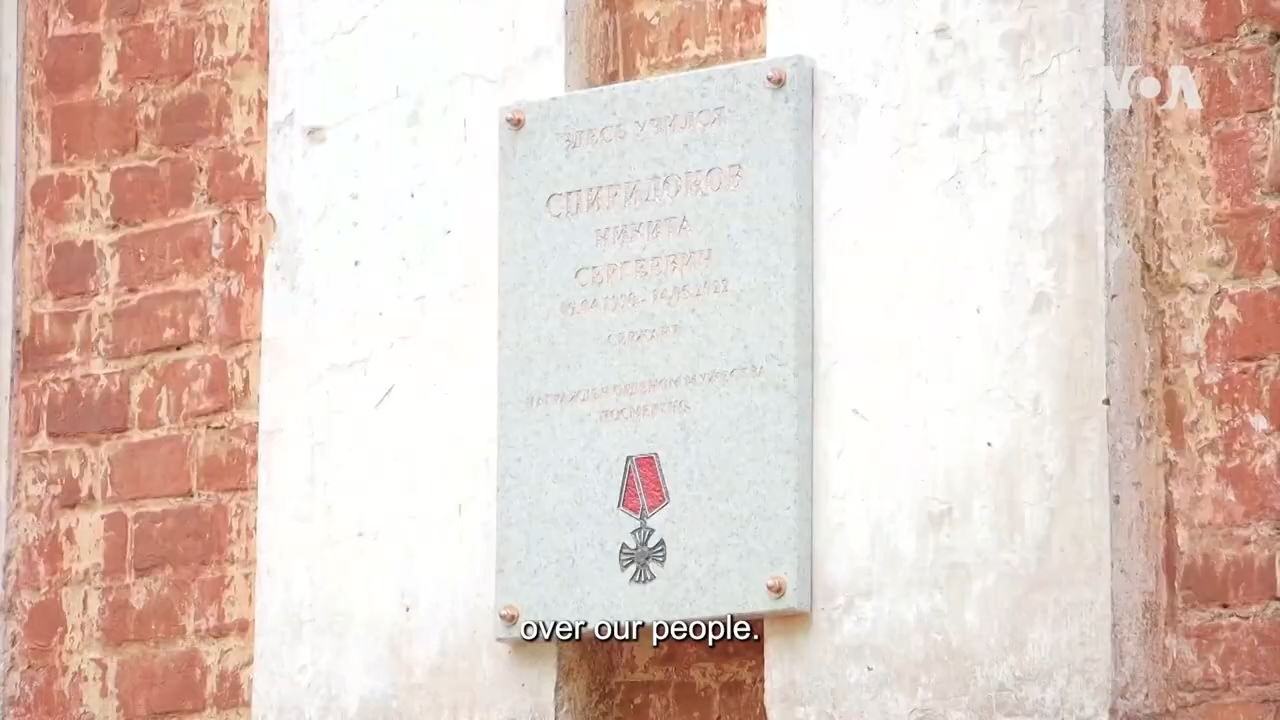 VOA
ЗДЕСЬ УЧИЛСЯ
СПИРИДОНОВ
НИКИТА
СЕРГЕЕВИЧ
СЕРЖАНТ
НАГРАЖДЕН ОРДЕНОМ МУЖЕСТВА
ПОСМЕРТНО
over our people.